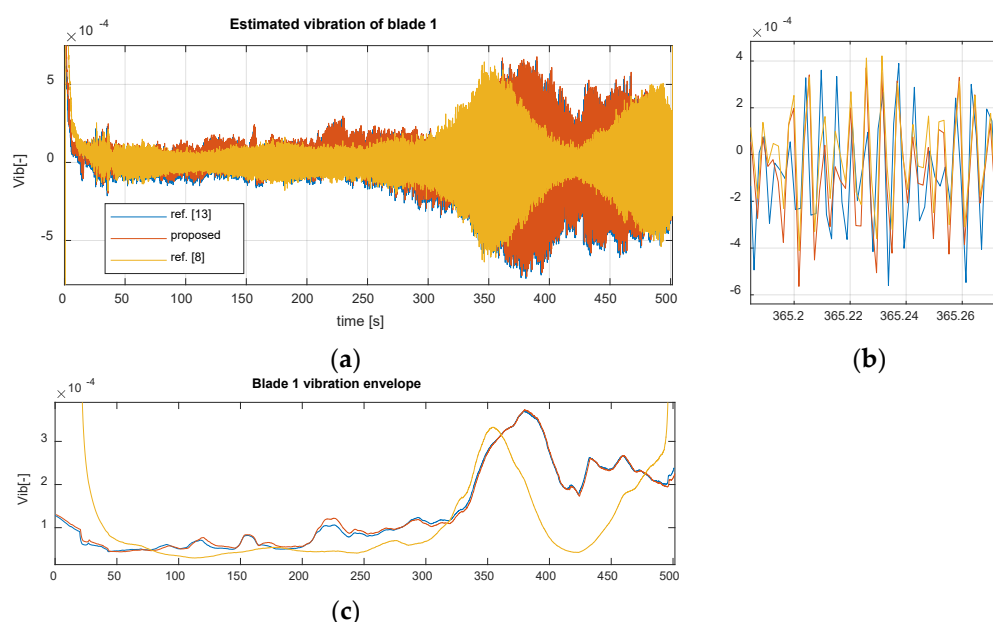 Estimated vibration of blade 1
× 10 -4
5
0
-5
Vib[-]
ref. [13]
proposed
ref. [8]
0 50 100 150 200 250 300 350 400 450 500
time [s]
(a)
× 10 -4
4
2
0
-2
-4
-6
365.2 365.22 365.24 365.26
(b)
Blade 1 vibration envelope
× 10 -4
3
2
1
Vib[-]
0 50 100 150 200 250 300 350 400 450 500
(c)